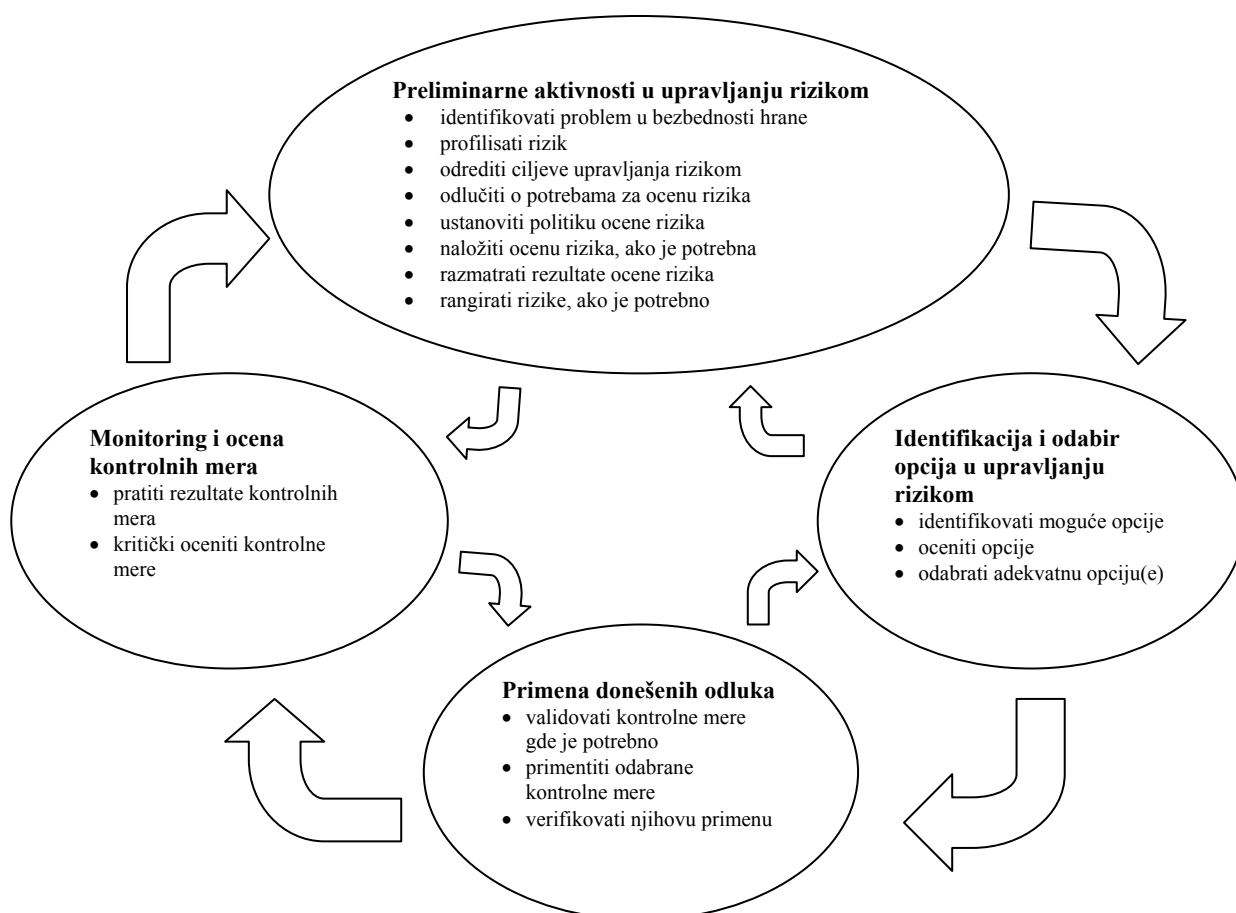 Preliminarne aktivnosti u upravljanju rizikom
• identifikovati problem u bezbednosti hrane
• profilisati rizik
• odrediti ciljeve upravljanja rizikom
• odlučiti o potrebama za ocenu rizika
• ustanoviti politiku ocene rizika
• naložiti ocenu rizika, ako je potrebna
• razmatrati rezultate ocene rizika
• rangirati rizike, ako je potrebno
Monitoring i ocena
kontrolnih mera
• pratiti rezultate kontrolnih
mera
• kritički oceniti kontrolne
mere
Identifikacija i odabir
opcija u upravljanju
rizikom
• identifikovati moguće opcije
• oceniti opcije
• odabrati adekvatnu opciju(e)
Primena donešenih odluka
• validovati kontrolne mere
gde je potrebno
• primentiti odabrane
kontrolne mere
• verifikovati njihovu primenu